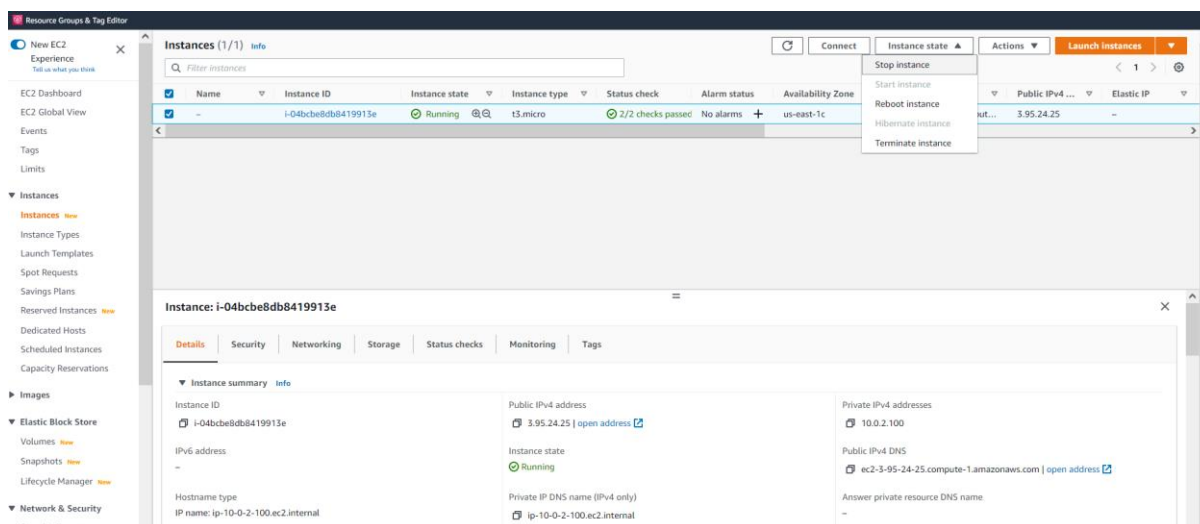 Resource Groups & Tag Editor
New EC2
Experience
Tell us what you think
EC2 Dashboard
EC2 Global View
Events
Tags
Limits
Instances
Instances New
Instance Types
Launch Templates
Spot Requests
Savings Plans
Reserved Instances New
Dedicated Hosts
Scheduled Instances
Capacity Reservations
Images
Elastic Block Store
Volumes New
Snapshots New
Lifecycle Manager New
Network & Security
Instances (1/1) Info
Connect Instance state Actions Launch instances
Filter instances
1
Stop instance
Start instance
Reboot instance
Hibernate instance
Terminate instance
Name Instance ID Instance state Instance type Status check Alarm status Availability Zone Public IPv4 ... Elastic IP
– i-04bcbe8db8419913e Running t3.micro 2/2 checks passed No alarms + us-east-1c 3.95.24.25 –
Instance: i-04bcbe8db8419913e
Details Security Networking Storage Status checks Monitoring Tags
Instance summary Info
Instance ID Public IPv4 address Private IPv4 addresses
i-04bcbe8db8419913e 3.95.24.25 | open address 10.0.2.100
IPv6 address Instance state Public IPv4 DNS
– Running ec2-3-95-24-25.compute-1.amazonaws.com | open address
Hostname type Private IP DNS name (IPv4 only) Answer private resource DNS name
IP name: ip-10-0-2-100.ec2.internal ip-10-0-2-100.ec2.internal –